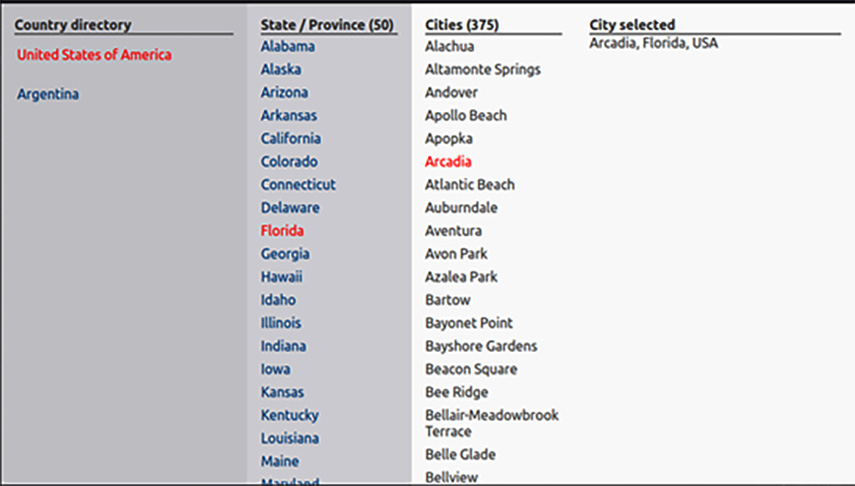 Country directory
United States of America
Argentina
State / Province (50)
Alabama
Alaska
Arizona
Arkansas
California
Colorado
Connecticut
Delaware
Florida
Georgia
Hawaii
Idaho
Illinois
Indiana
Iowa
Kansas
Kentucky
Louisiana
Maine
Maryland
Cities (375)
Alachua
Altamonte Springs
Andover
Apollo Beach
Apopka
Arcadia
Atlantic Beach
Auburndale
Aventura
Avon Park
Azalea Park
Bartow
Bayonet Point
Bayshore Gardens
Beacon Square
Bee Ridge
Bellair-Meadowbrook
Terrace
Belle Glade
Bellview
City selected
Arcadia, Florida, USA